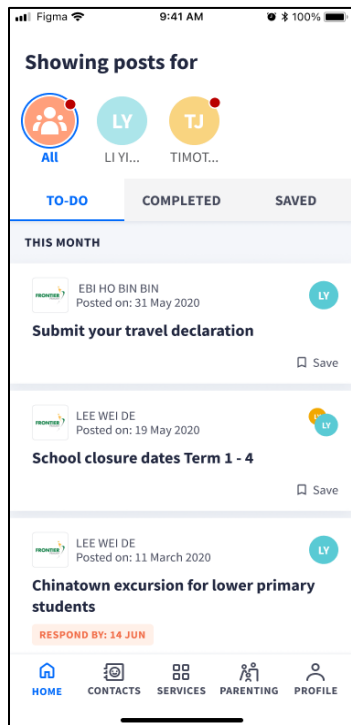 Figma 9:41 AM 100%
Showing posts for
LY TJ
All LI YI... TIMOT...
TO-DO COMPLETED SAVED
THIS MONTH
FRONTIER EBI HO BIN BIN LY
Posted on: 31 May 2020
Submit your travel declaration
Save
FRONTIER LEE WEI DE LY
Posted on: 19 May 2020
School closure dates Term 1 - 4
Save
FRONTIER LEE WEI DE LY
Posted on: 11 March 2020
Chinatown excursion for lower primary
students
RESPOND BY: 14 JUN
HOME CONTACTS SERVICES PARENTING PROFILE